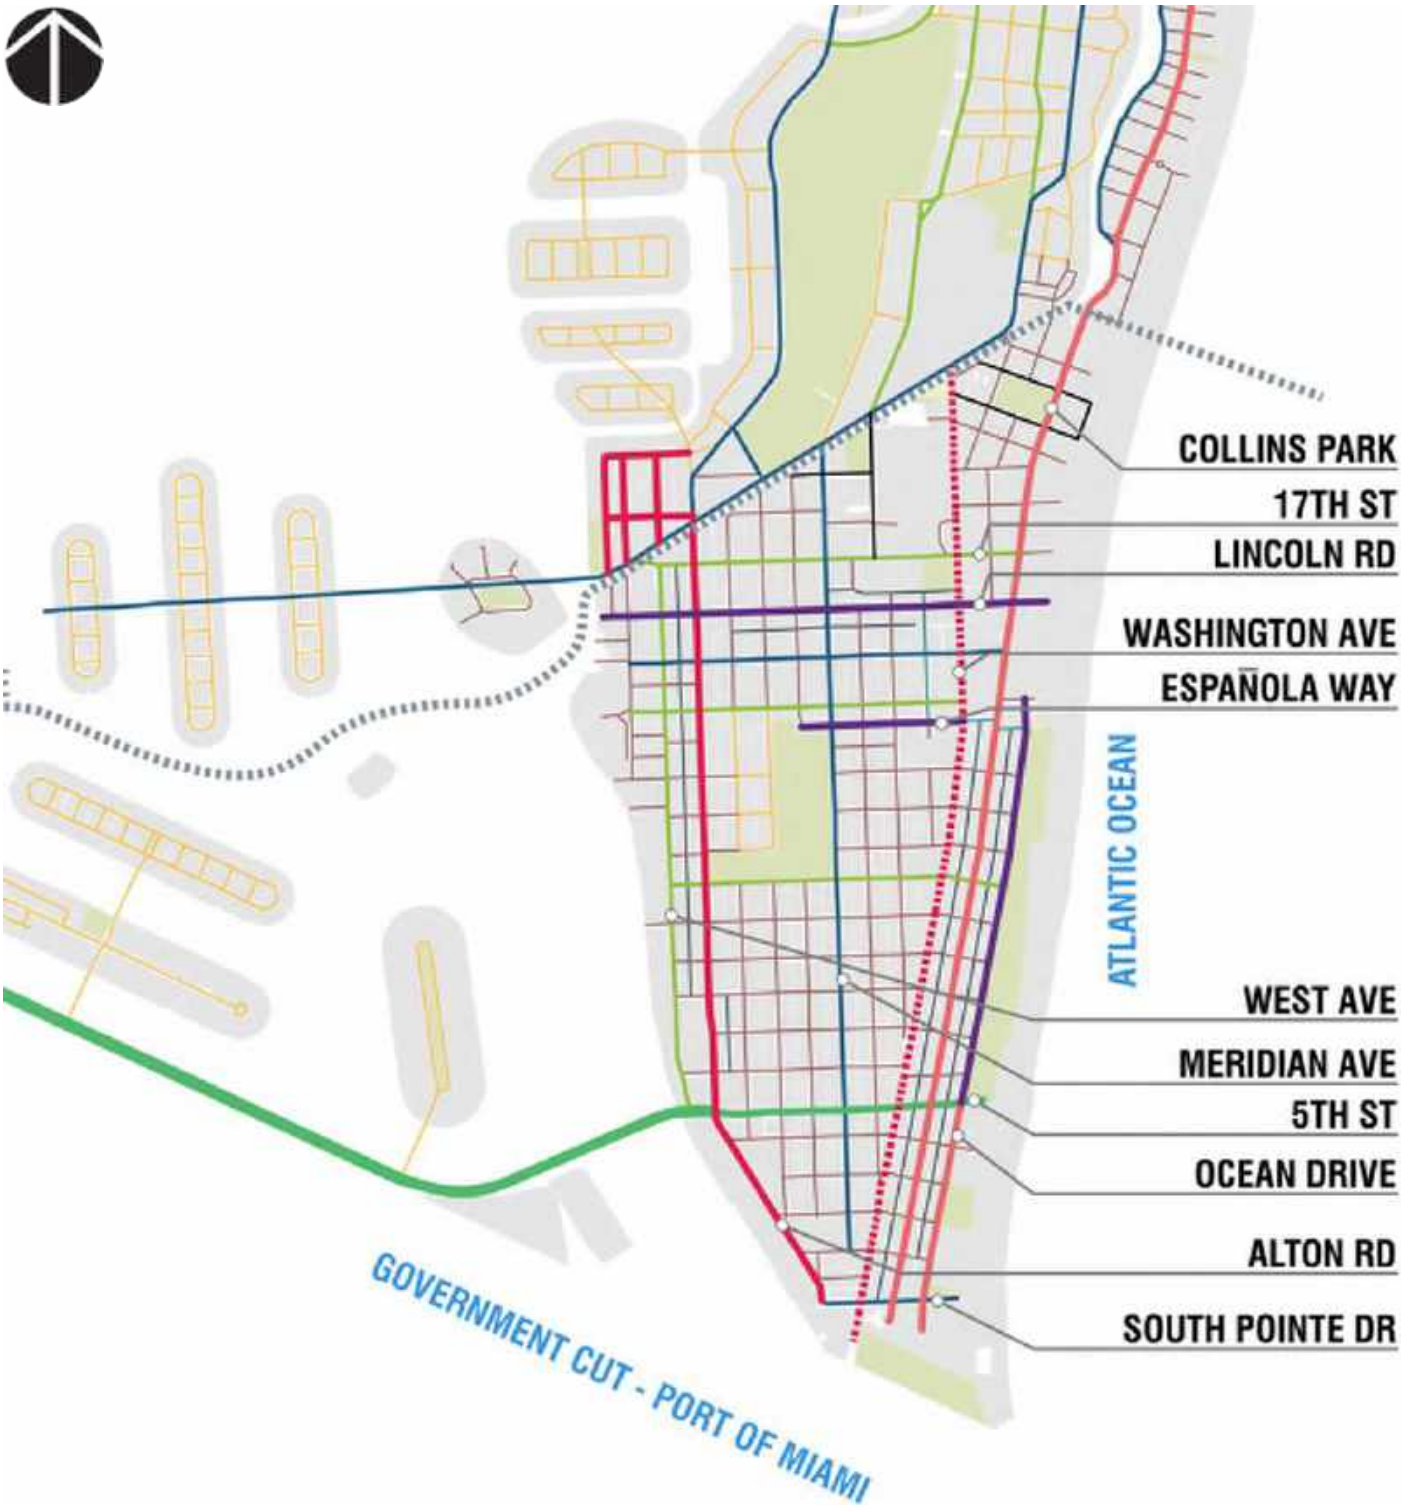 COLLINS PARK
17TH ST
LINCOLN RD
WASHINGTON AVE
ESPAÑOLA WAY
ATLANTIC OCEAN
WEST AVE
MERIDIAN AVE
5TH ST
OCEAN DRIVE
ALTON RD
SOUTH POINTE DR
GOVERNMENT CUT - PORT OF MIAMI